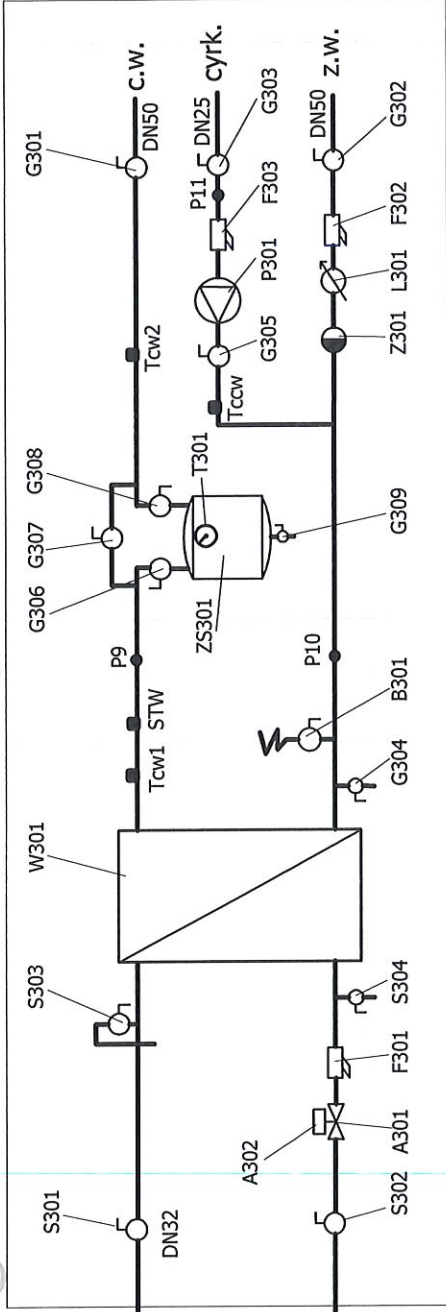 G301
C.W.
DN50
cyrk.
DN25
G303
Z.W.
DN50
G302
P11
F303
F302
P301
L301
G305
Z301
Tcw2
Tccw
G308
T301
G307
G309
G306
ZS301
P9
P10
STW
B301
Tcw1
G304
W301
S303
S304
F301
A302
A301
S301
DN32
S302